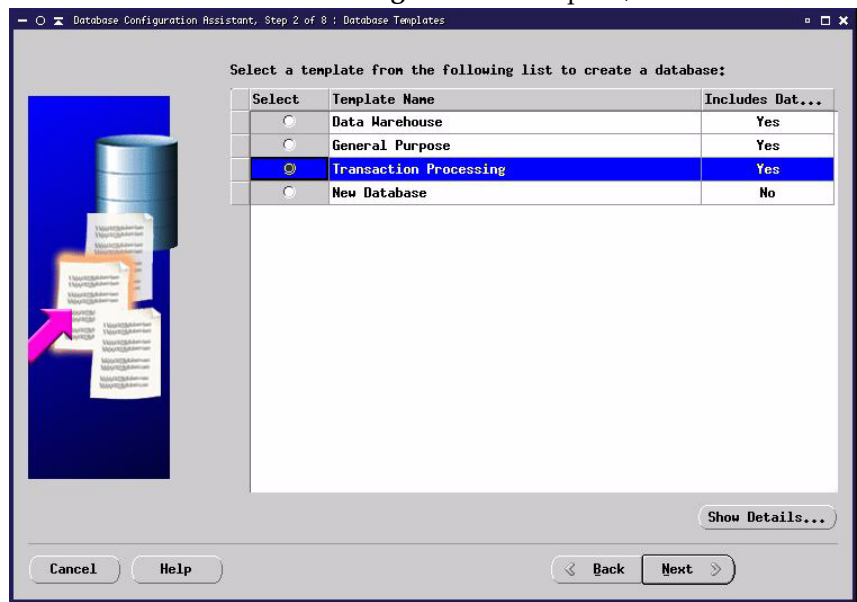 Database Configuration Assistant, Step 2 of 8 : Database Templates
Select a template from the following list to create a database:
Select Template Name Includes Dat...
Data Warehouse Yes
General Purpose Yes
Transaction Processing Yes
New Database No
Show Details...
Cancel Help Back Next